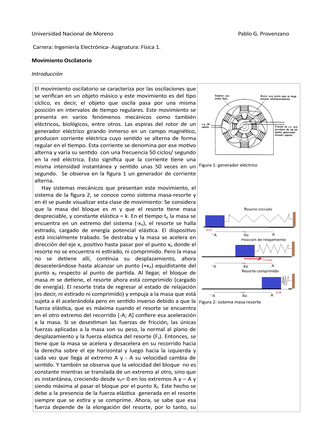 Universidad Nacional de Moreno Pablo G. Provenzano
Carrera: Ingeniería Electrónica- Asignatura: Física 1.
Movimiento Oscilatorio
Introducción
El movimiento oscilatorio se caracteriza por las oscilaciones que
se verifican en un objeto másico y este movimiento es del tipo
cíclico, es decir, el objeto que oscila pasa por una misma
posición en intervalos de tiempo regulares. Este movimiento se
presenta en varios fenómenos mecánicos como también
eléctricos, biológicos, entre otros. Las espiras del rotor de un
generador eléctrico girando inmerso en un campo magnético,
producen corriente eléctrica cuyo sentido se alterna de forma
regular en el tiempo. Esta corriente se denomina por ese motivo
alterna y varía su sentido con una frecuencia 50 ciclos/ segundo
en la red eléctrica. Esto significa que la corriente tiene una
misma intensidad instantánea y sentido unas 50 veces en un
segundo. Se observa en la figura 1 un generador de corriente
alterna.
Hay sistemas mecánicos que presentan este movimiento, el
sistema de la figura 2, se conoce como sistema masa-resorte y
en él se puede visualizar esta clase de movimiento: Se considera
que la masa del bloque es m y que el resorte tiene masa
despreciable, y constante elástica = k. En el tiempo t₀ la masa se
encuentra en un extremo del sistema (-xₐ), el resorte se halla
estirado, cargado de energía potencial elástica. El dispositivo
está inicialmente trabado. Se destraba y la masa se acelera en
dirección del eje x, positivo hasta pasar por el punto x₀ donde el
resorte no se encuentra ni estirado, ni comprimido. Pero la masa
no se detiene allí, continúa su desplazamiento, ahora
desacelerándose hasta alcanzar un punto (+xₐ) equidistante del
punto x₀ respecto al punto de partida. Al llegar, el bloque de
masa m se detiene, el resorte ahora está comprimido (cargado
de energía). El resorte trata de regresar al estado de relajación
(es decir, ni estirado ni comprimido) y empuja a la masa que está
sujeta a él acelerándola pero en sentido inverso debido a que la
fuerza elástica, que es máxima cuando el resorte se encuentra
en el otro extremo del recorrido [-A; A] confiere esa aceleración
a la masa. Si se desestiman las fuerzas de fricción, las únicas
fuerzas aplicadas a la masa son su peso, la normal al plano de
desplazamiento y la fuerza elástica del resorte (Fₑ). Entonces, se
tiene que la masa se acelera y desacelera en su recorrido hacia
la derecha sobre el eje horizontal y luego hacia la izquierda y
cada vez que llega al extremo A y - A su velocidad cambia de
sentido. Y también se observa que la velocidad del bloque no es
constante mientras se translada de un extremo al otro, sino que
es instantánea, creciendo desde v₀= 0 en los extremos A y – A y
siendo máxima al pasar el bloque por el punto X₀. Este hecho se
debe a la presencia de la fuerza elástica generada en el resorte
siempre que se estira y se comprime. Ahora, se sabe que esa
fuerza depende de la elongación del resorte, por lo tanto, su
Figura 1: generador eléctrico
Resorte estirado
-A Xo A
Posición de relajamiento
-A Xo A
Resorte comprimido
-A Xo A
Figura 2: sistema masa resorte